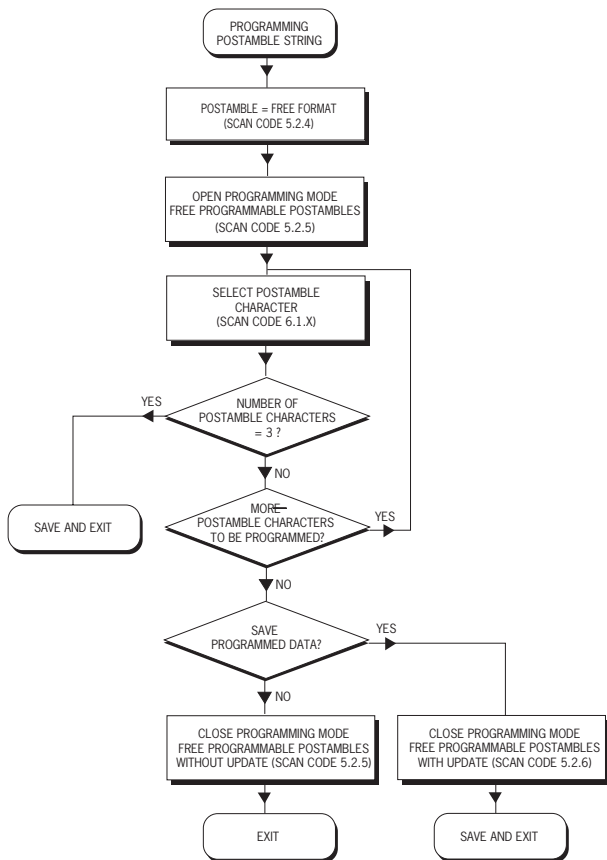 PROGRAMMING
POSTAMBLE STRING
POSTAMBLE = FREE FORMAT
(SCAN CODE 5.2.4)
OPEN PROGRAMMING MODE
FREE PROGRAMMABLE POSTAMBLES
(SCAN CODE 5.2.5)
SELECT POSTAMBLE
CHARACTER
(SCAN CODE 6.1.X)
YES
NUMBER OF
POSTAMBLE CHARACTERS
= 3 ?
NO
SAVE AND EXIT
MORE
POSTAMBLE CHARACTERS
TO BE PROGRAMMED?
YES
NO
SAVE
PROGRAMMED DATA?
YES
NO
CLOSE PROGRAMMING MODE
FREE PROGRAMMABLE POSTAMBLES
WITHOUT UPDATE (SCAN CODE 5.2.5)
CLOSE PROGRAMMING MODE
FREE PROGRAMMABLE POSTAMBLES
WITH UPDATE (SCAN CODE 5.2.6)
EXIT
SAVE AND EXIT